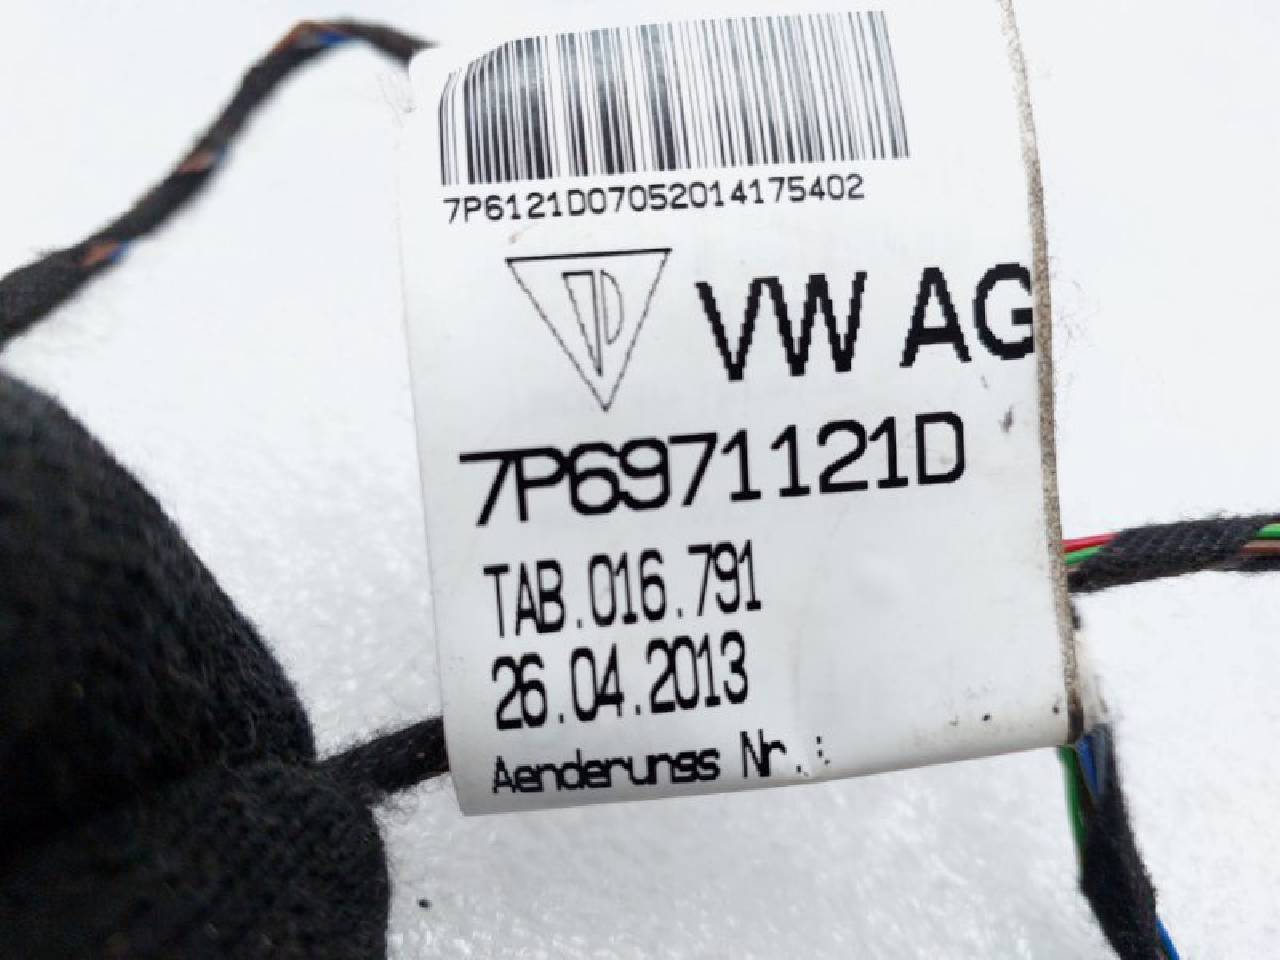 7P6121D07052014175402
VW AG
7P6971121D
TAB.016.791
26.04.2013
Aenderungs Nr.: